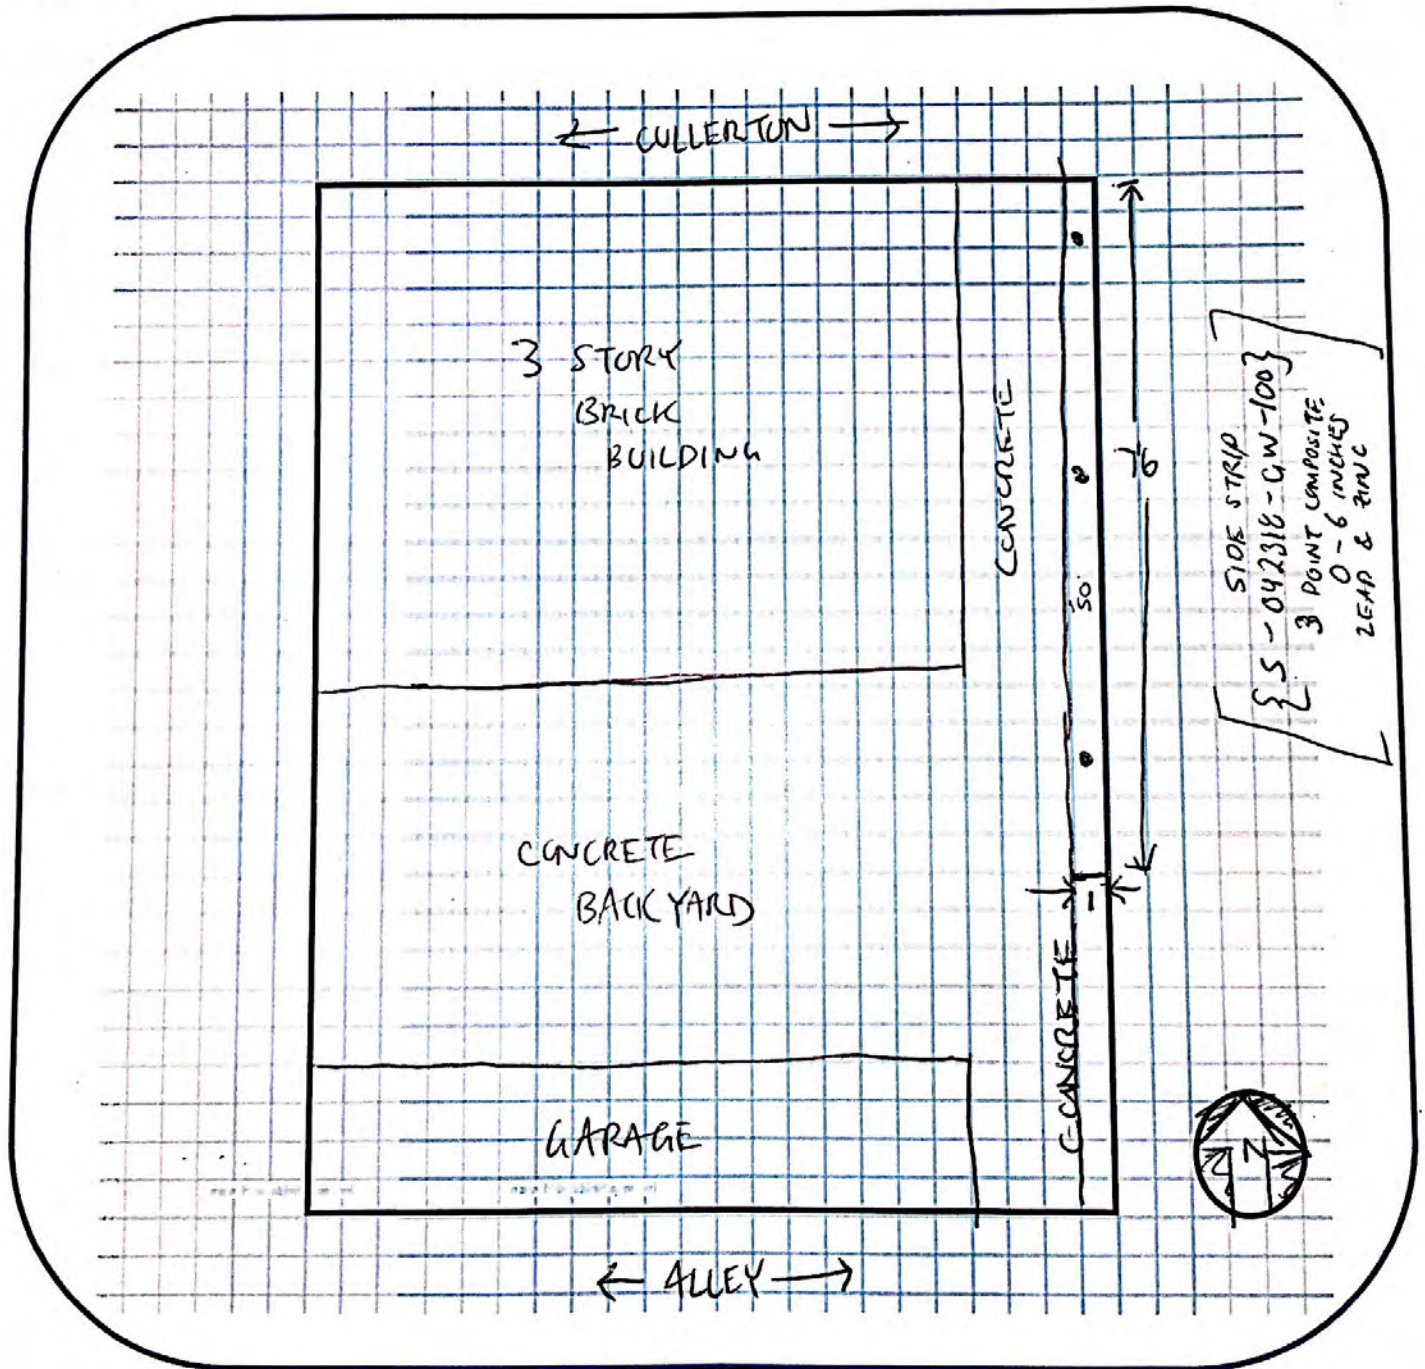 ← CULLERTON →
3 STORY
BRICK
BUILDING
CONCRETE
76
50'
SIDE STRIP
{S-042318-GW-100}
3 POINT COMPOSITE
0-6 INCHES
LEAD & ZINC
CONCRETE
BACK YARD
1
CONCRETE
GARAGE
N
← ALLEY →